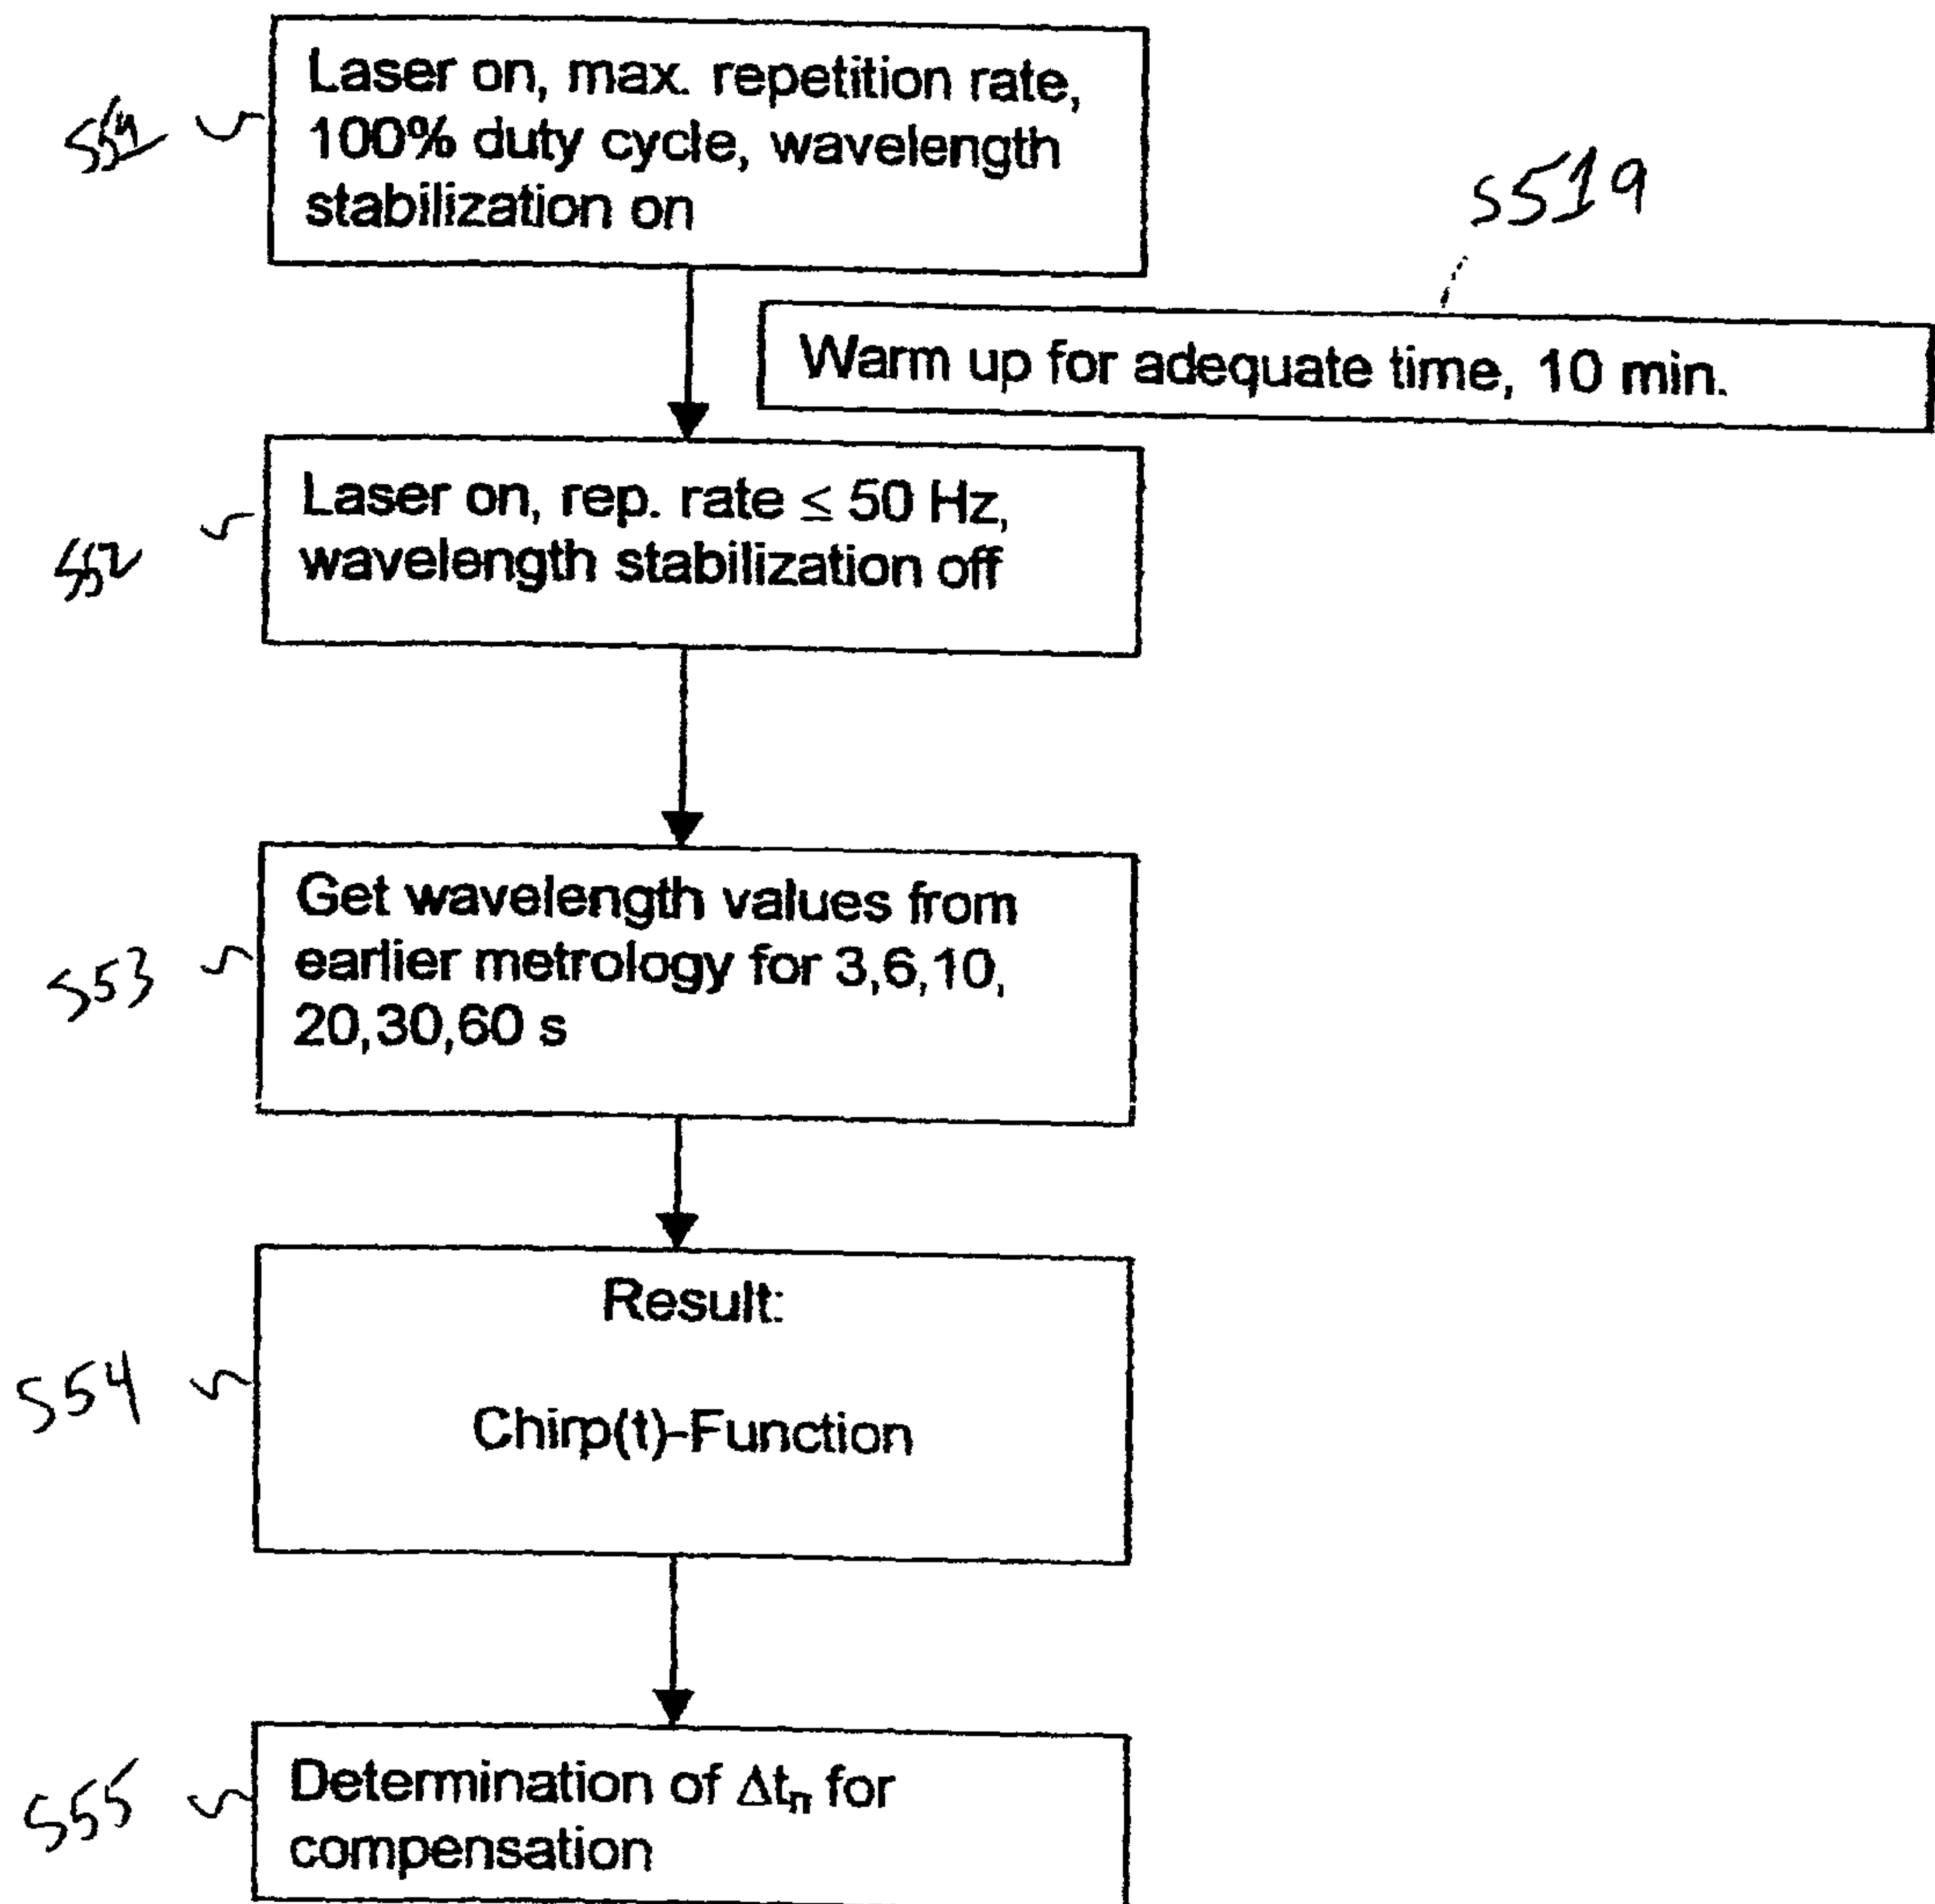 Laser on, max. repetition rate,
100% duty cycle, wavelength
stabilization on
S519
Warm up for adequate time, 10 min.
Laser on, rep. rate ≤ 50 Hz,
wavelength stabilization off
S52
Get wavelength values from
earlier metrology for 3,6,10,
20,30,60 s
S53
Result:
Chirp(t)-Function
S54
Determination of Δtₙ for
compensation
S55